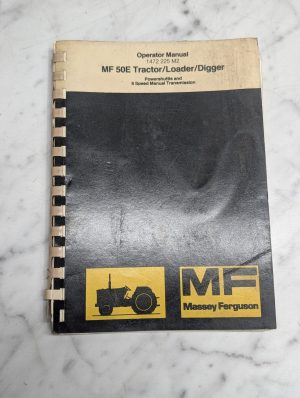 Operator Manual
1472 225 M2
MF 50E Tractor/Loader/Digger
Powershuttle and
8 Speed Manual Transmission
MF
Massey Ferguson